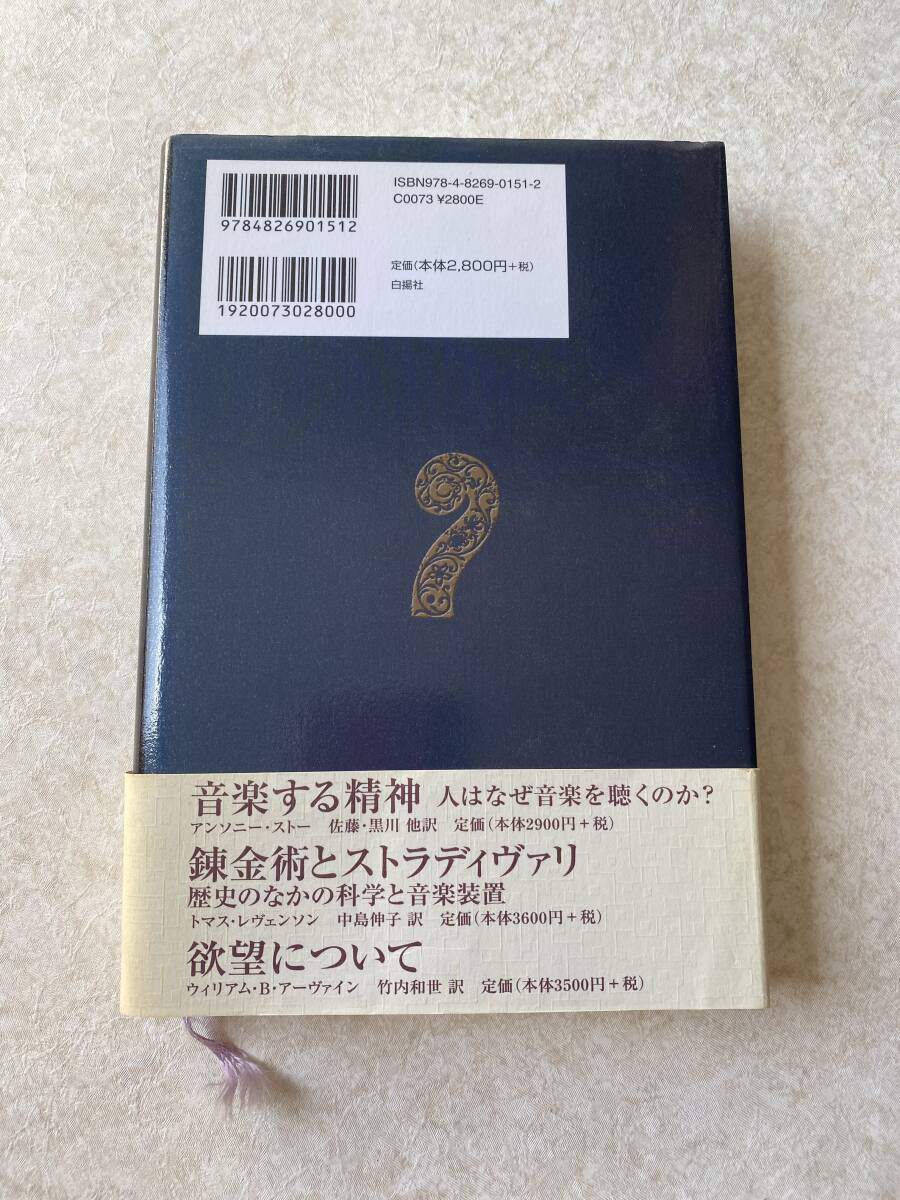 ISBN978-4-8269-0151-2
C0073 ¥2800E
9784826901512
定価(本体2,800円+税)
白揚社
1920073028000
音楽する精神 人はなぜ音楽を聴くのか?
アンソニー・ストー 佐藤・黒川 他訳 定価(本体2900円+税)
錬金術とストラディヴァリ
歴史のなかの科学と音楽装置
トマス・レヴェンソン 中島伸子 訳 定価(本体3600円+税)
欲望について
ウィリアム・B・アーヴァイン 竹内和世 訳 定価(本体3500円+税)